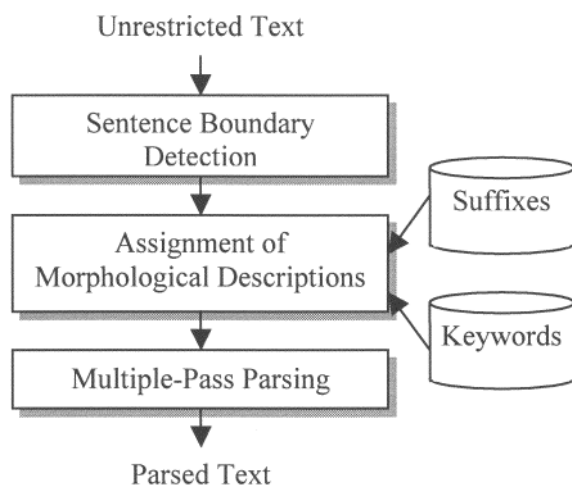 Unrestricted Text
Sentence Boundary
Detection
Suffixes
Assignment of
Morphological Descriptions
Keywords
Multiple-Pass Parsing
Parsed Text